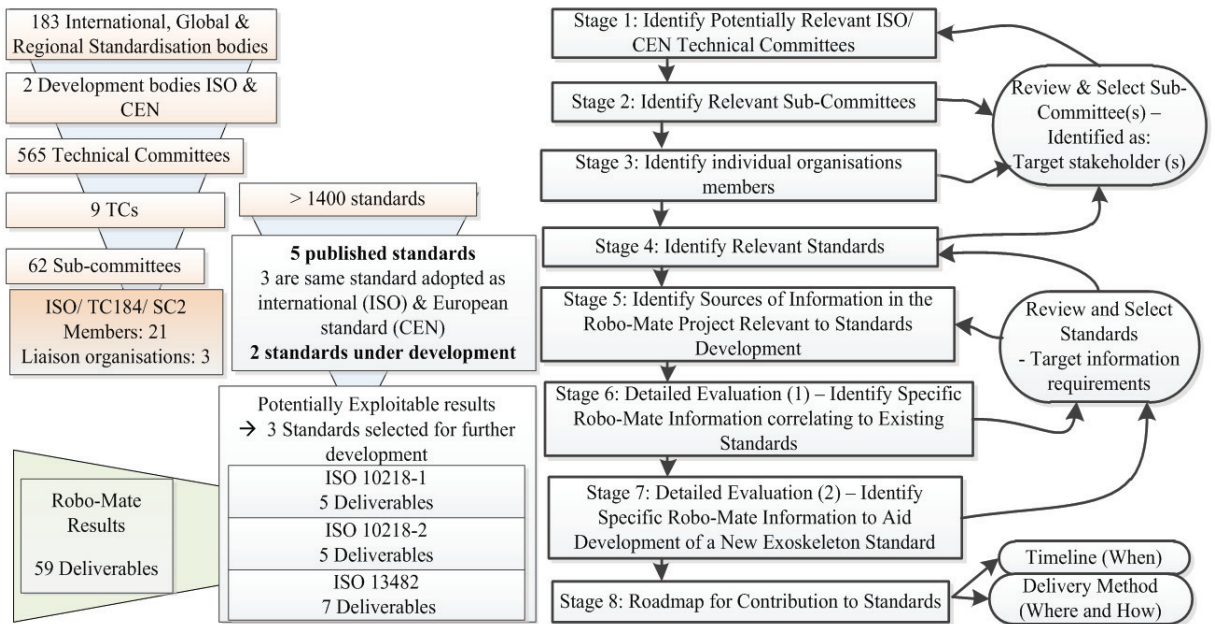 183 International, Global &
Regional Standardisation bodies
2 Development bodies ISO &
CEN
565 Technical Committees
9 TCs
62 Sub-committees
ISO/ TC184/ SC2
Members: 21
Liaison organisations: 3
> 1400 standards
5 published standards
3 are same standard adopted as
international (ISO) & European
standard (CEN)
2 standards under development
Potentially Exploitable results
→ 3 Standards selected for further
development
ISO 10218-1
5 Deliverables
ISO 10218-2
5 Deliverables
ISO 13482
7 Deliverables
Robo-Mate
Results
59 Deliverables
Stage 1: Identify Potentially Relevant ISO/
CEN Technical Committees
Stage 2: Identify Relevant Sub-Committees
Stage 3: Identify individual organisations
members
Stage 4: Identify Relevant Standards
Stage 5: Identify Sources of Information in the
Robo-Mate Project Relevant to Standards
Development
Stage 6: Detailed Evaluation (1) – Identify Specific
Robo-Mate Information correlating to Existing
Standards
Stage 7: Detailed Evaluation (2) – Identify
Specific Robo-Mate Information to Aid
Development of a New Exoskeleton Standard
Stage 8: Roadmap for Contribution to Standards
Review & Select Sub-
Committee(s) –
Identified as:
Target stakeholder (s)
Review and Select
Standards
- Target information
requirements
Timeline (When)
Delivery Method
(Where and How)